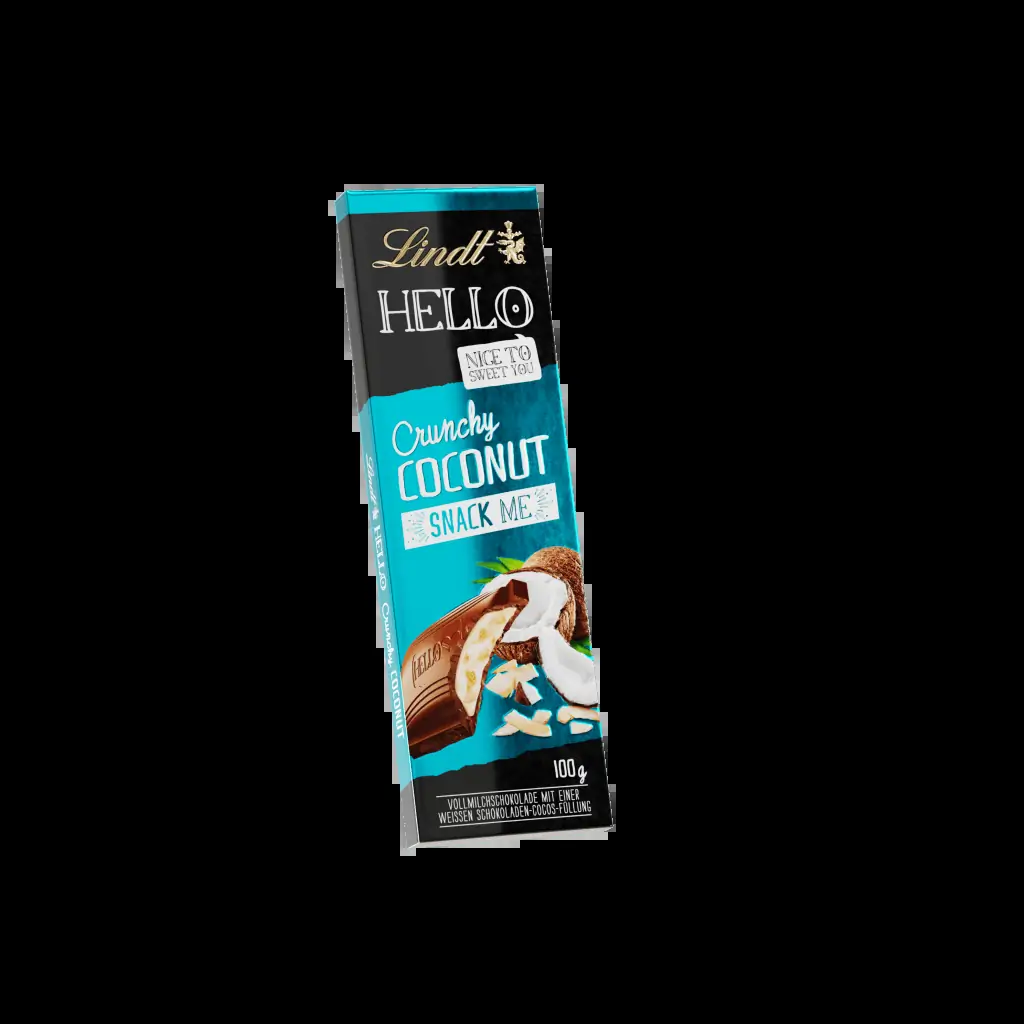 Lindt
HELLO
NICE TO
SWEET YOU
Crunchy
COCONUT
SNACK ME
HELLO
100 g
VOLLMILCHSCHOKOLADE MIT EINER
WEISSEN SCHOKOLADEN-COCOS-FÜLLUNG
Lindt HELLO Crunchy COCONUT